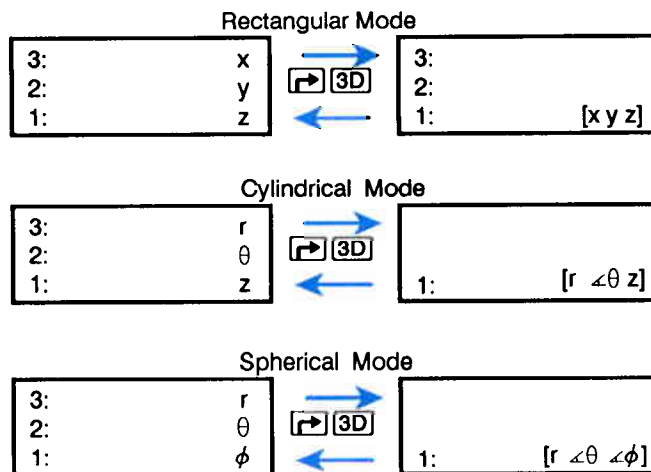 Rectangular Mode
3: x
2: y
1: z
↱ 3D
3:
2:
1: [x y z]
Cylindrical Mode
3: r
2: θ
1: z
↱ 3D
1: [r ∡θ z]
Spherical Mode
3: r
2: θ
1: ϕ
↱ 3D
1: [r ∡θ ∡ϕ]